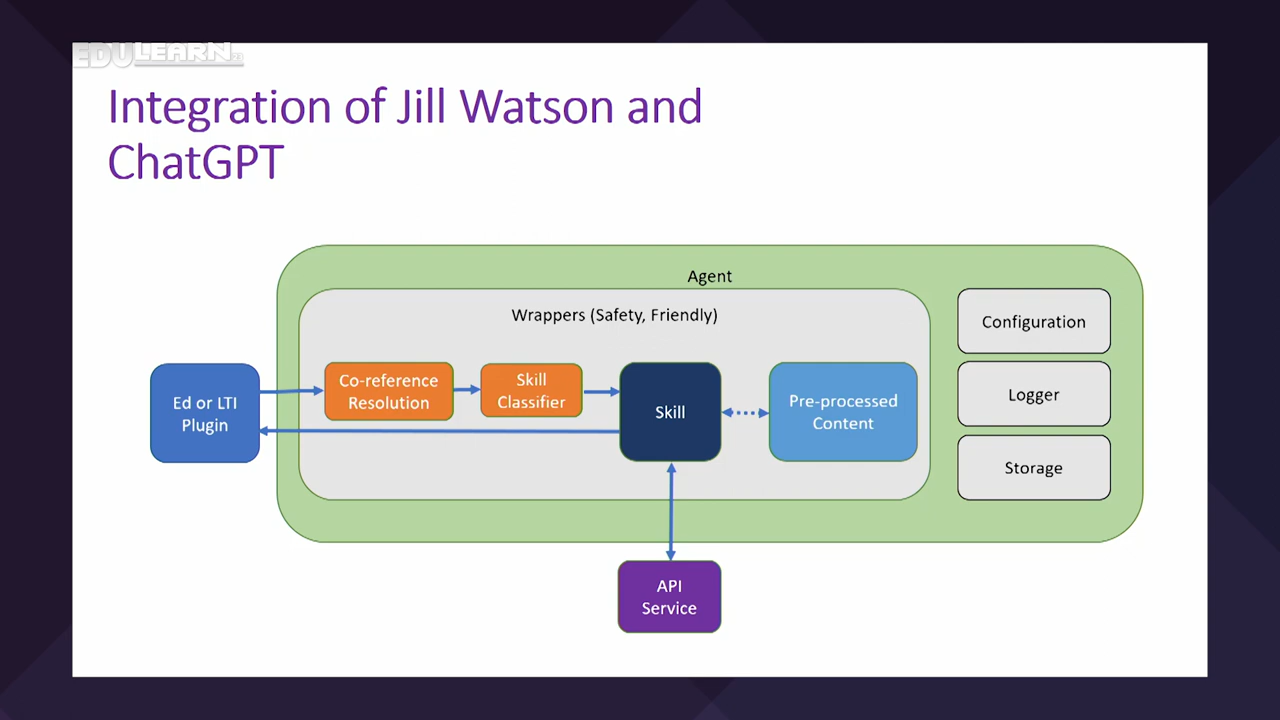 EDULEARN
Integration of Jill Watson and
ChatGPT
Agent
Wrappers (Safety, Friendly)
Configuration
Ed or LTI
Plugin
Co-reference
Resolution
Skill
Classifier
Skill
Pre-processed
Content
Logger
Storage
API
Service